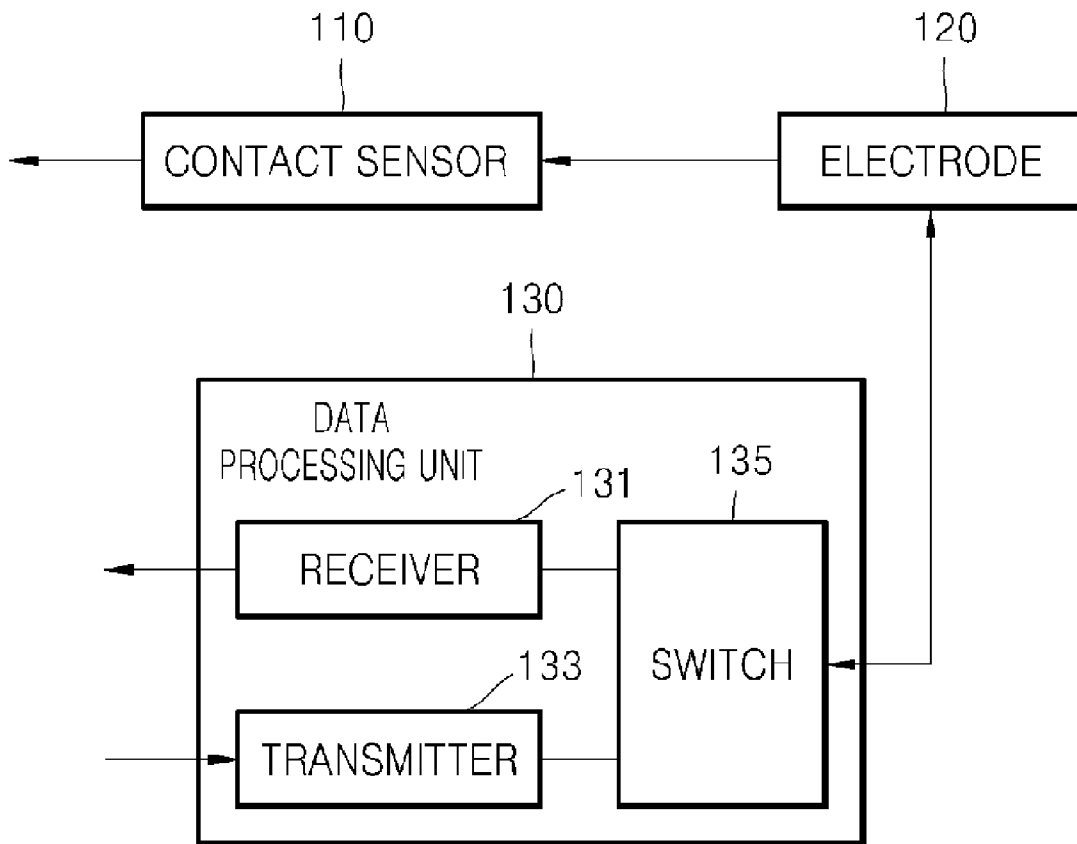 110
120
CONTACT SENSOR
ELECTRODE
130
DATA
PROCESSING UNIT
131
135
RECEIVER
SWITCH
133
TRANSMITTER